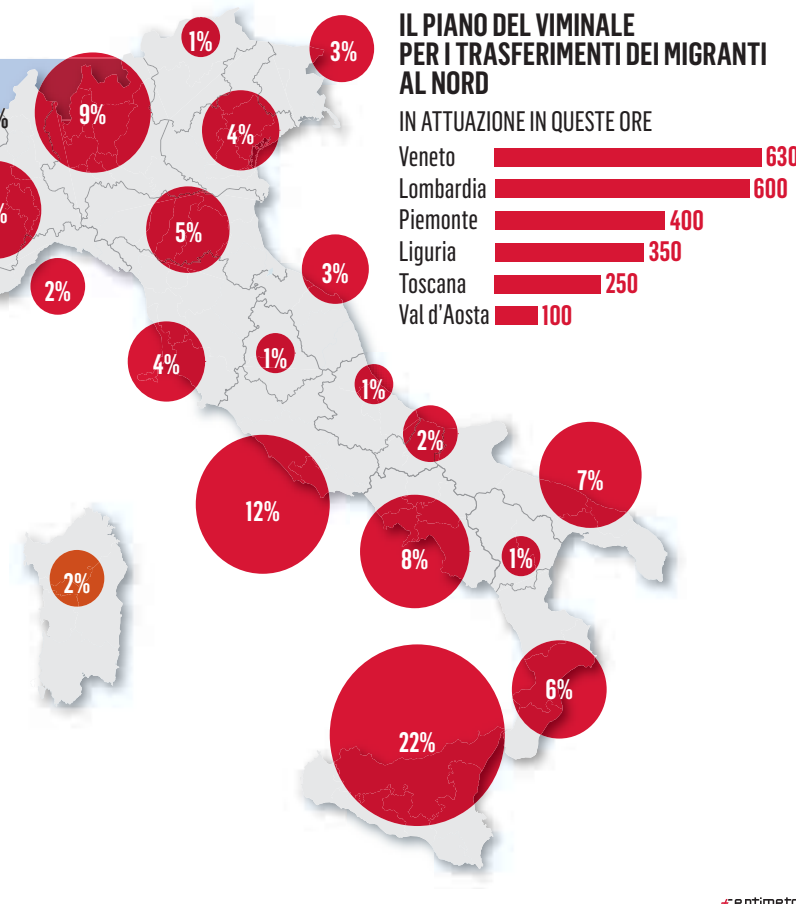 IL PIANO DEL VIMINALE
PER I TRASFERIMENTI DEI MIGRANTI
AL NORD
IN ATTUAZIONE IN QUESTE ORE
Veneto 630
Lombardia 600
Piemonte 400
Liguria 350
Toscana 250
Val d'Aosta 100
1%
3%
9%
%
4%
%
5%
2%
3%
4%
1%
1%
2%
12%
7%
8%
1%
2%
6%
22%